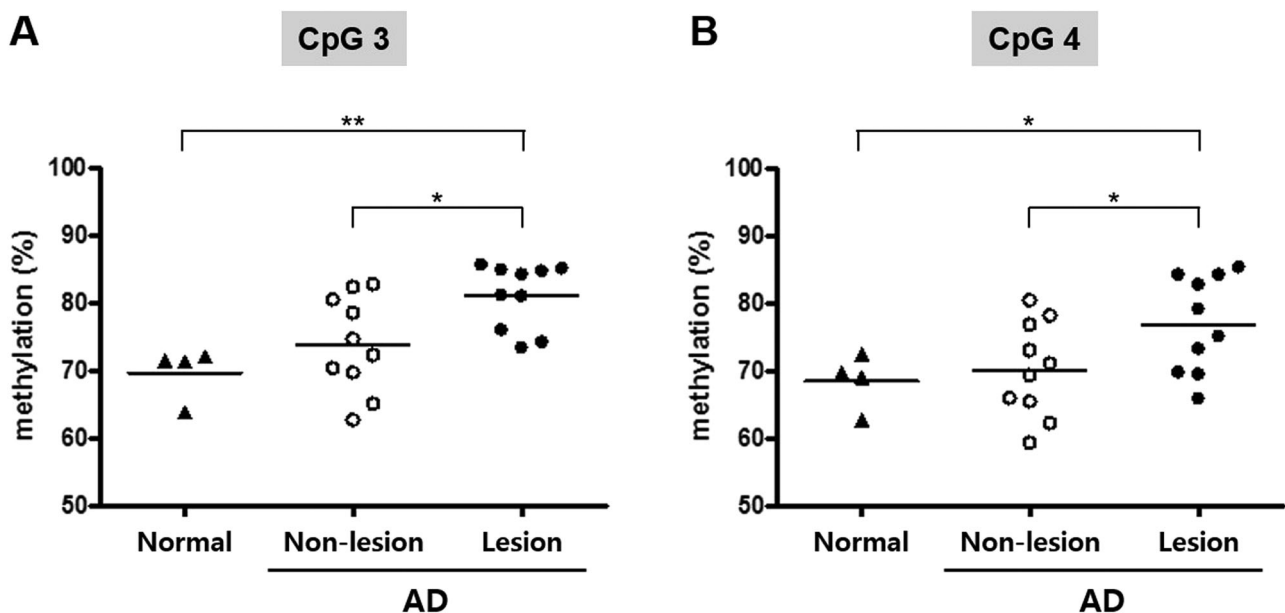 A
CpG 3
**
*
100
90
80
70
60
50
methylation (%)
Normal
Non-lesion
Lesion
AD
B
CpG 4
*
*
100
90
80
70
60
50
methylation (%)
Normal
Non-lesion
Lesion
AD